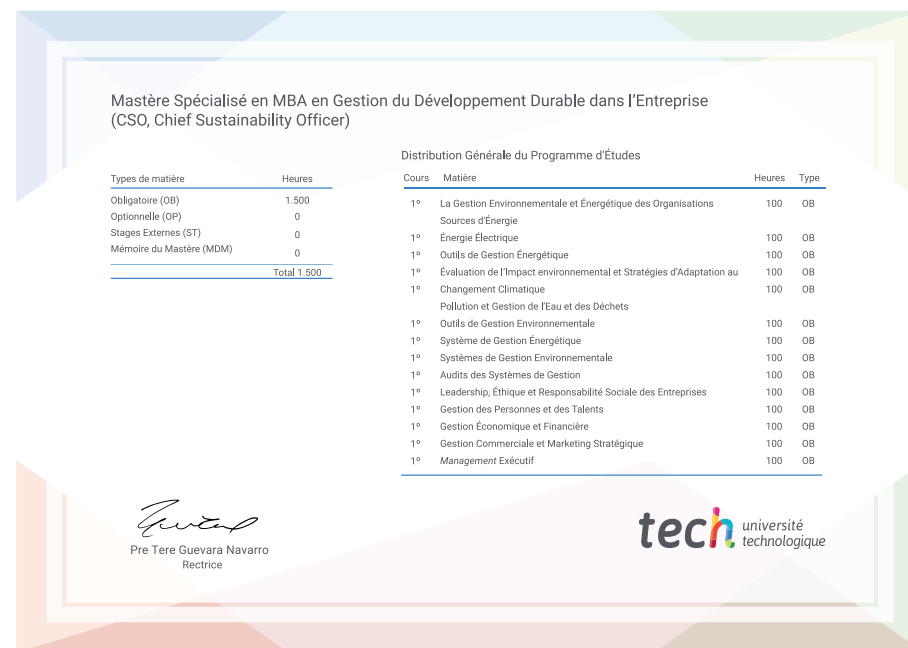 Mastère Spécialisé en MBA en Gestion du Développement Durable dans l'Entreprise
(CSO, Chief Sustainability Officer)
Types de matière Heures
Obligatoire (OB) 1.500
Optionnelle (OP) 0
Stages Externes (ST) 0
Mémoire du Mastère (MDM) 0
Total 1.500
Distribution Générale du Programme d'Études
Cours Matière Heures Type
1º La Gestion Environnementale et Énergétique des Organisations 100 OB
Sources d'Énergie
1º Énergie Électrique 100 OB
1º Outils de Gestion Énergétique 100 OB
1º Évaluation de l'Impact environnemental et Stratégies d'Adaptation au 100 OB
1º Changement Climatique 100 OB
Pollution et Gestion de l'Eau et des Déchets
1º Outils de Gestion Environnementale 100 OB
1º Système de Gestion Énergétique 100 OB
1º Systèmes de Gestion Environnementale 100 OB
1º Audits des Systèmes de Gestion 100 OB
1º Leadership, Éthique et Responsabilité Sociale des Entreprises 100 OB
1º Gestion des Personnes et des Talents 100 OB
1º Gestion Économique et Financière 100 OB
1º Gestion Commerciale et Marketing Stratégique 100 OB
1º Management Exécutif 100 OB
Pre Tere Guevara Navarro
Rectrice
tech université
technologique